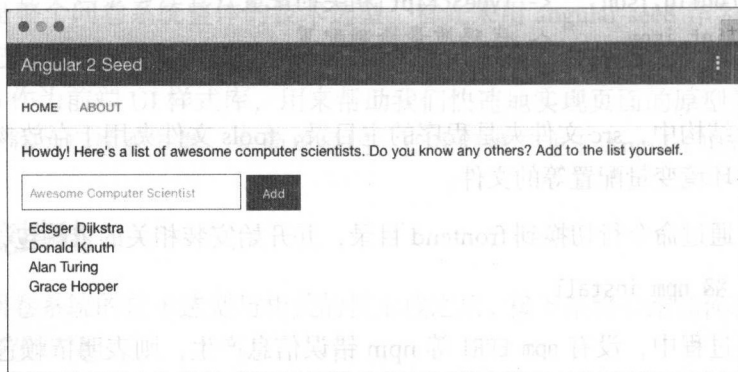 Angular 2 Seed
HOME ABOUT
Howdy! Here's a list of awesome computer scientists. Do you know any others? Add to the list yourself.
Awesome Computer Scientist Add
Edsger Dijkstra
Donald Knuth
Alan Turing
Grace Hopper